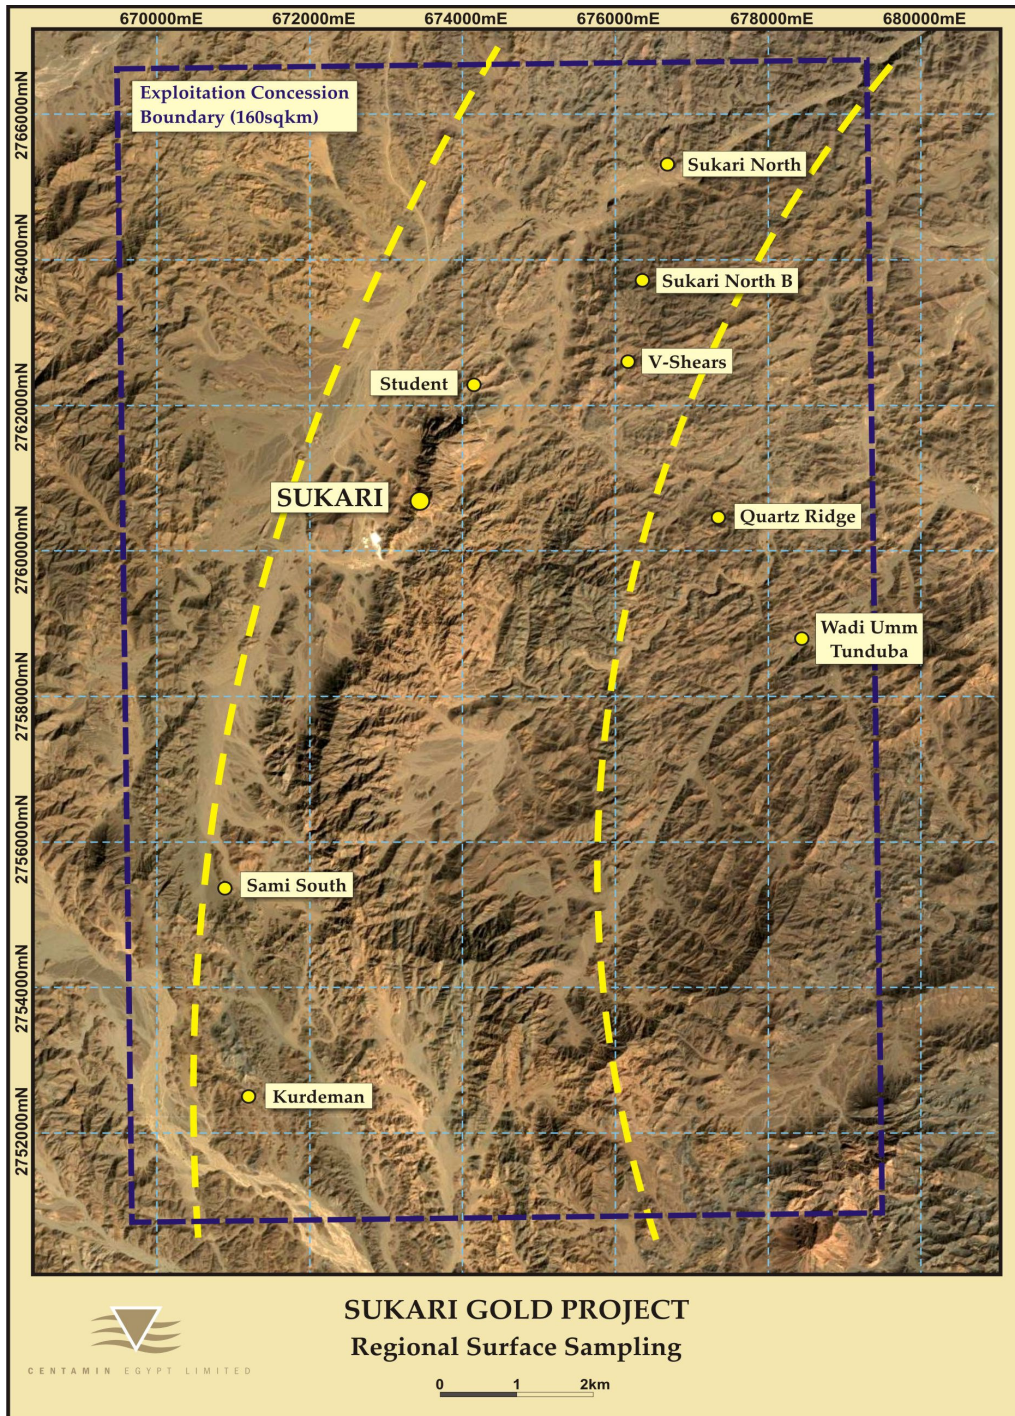 670000mE 672000mE 674000mE 676000mE 678000mE 680000mE
2766000mN
2764000mN
2762000mN
2760000mN
2758000mN
2756000mN
2754000mN
2752000mN
Exploitation Concession
Boundary (160sqkm)
Sukari North
Sukari North B
V-Shears
Student
SUKARI
Quartz Ridge
Wadi Umm
Tunduba
Sami South
Kurdeman
CENTAMIN EGYPT LIMITED
SUKARI GOLD PROJECT
Regional Surface Sampling
0 1 2km